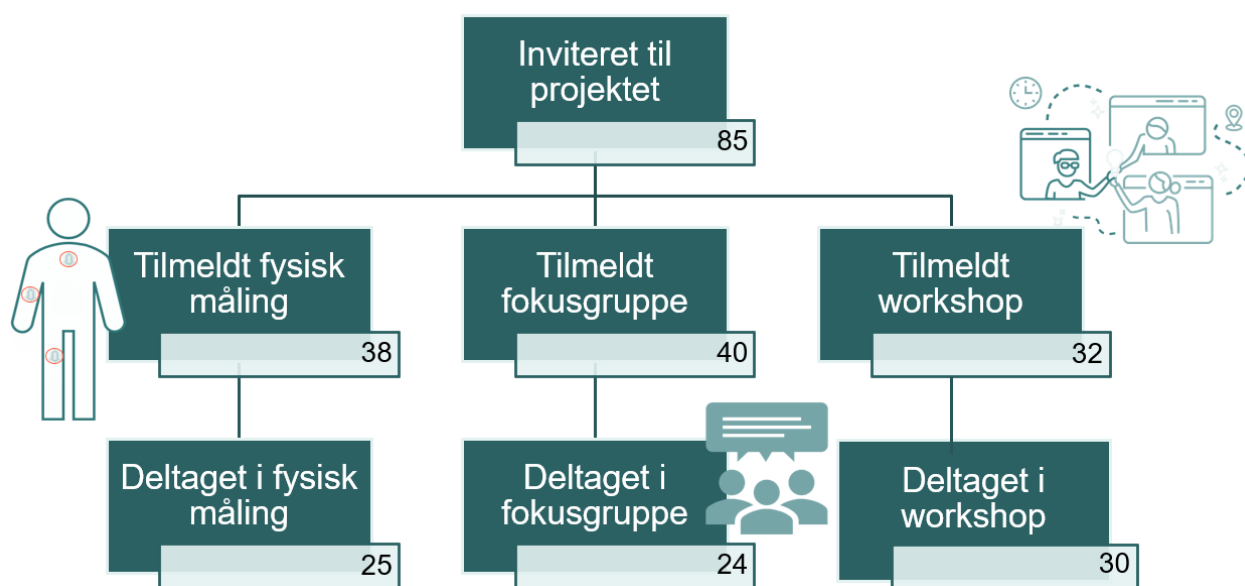 Inviteret til
projektet
85
Tilmeldt fysisk
måling
38
Tilmeldt
fokusgruppe
40
Tilmeldt
workshop
32
Deltaget i fysisk
måling
25
Deltaget i
fokusgruppe
24
Deltaget i
workshop
30